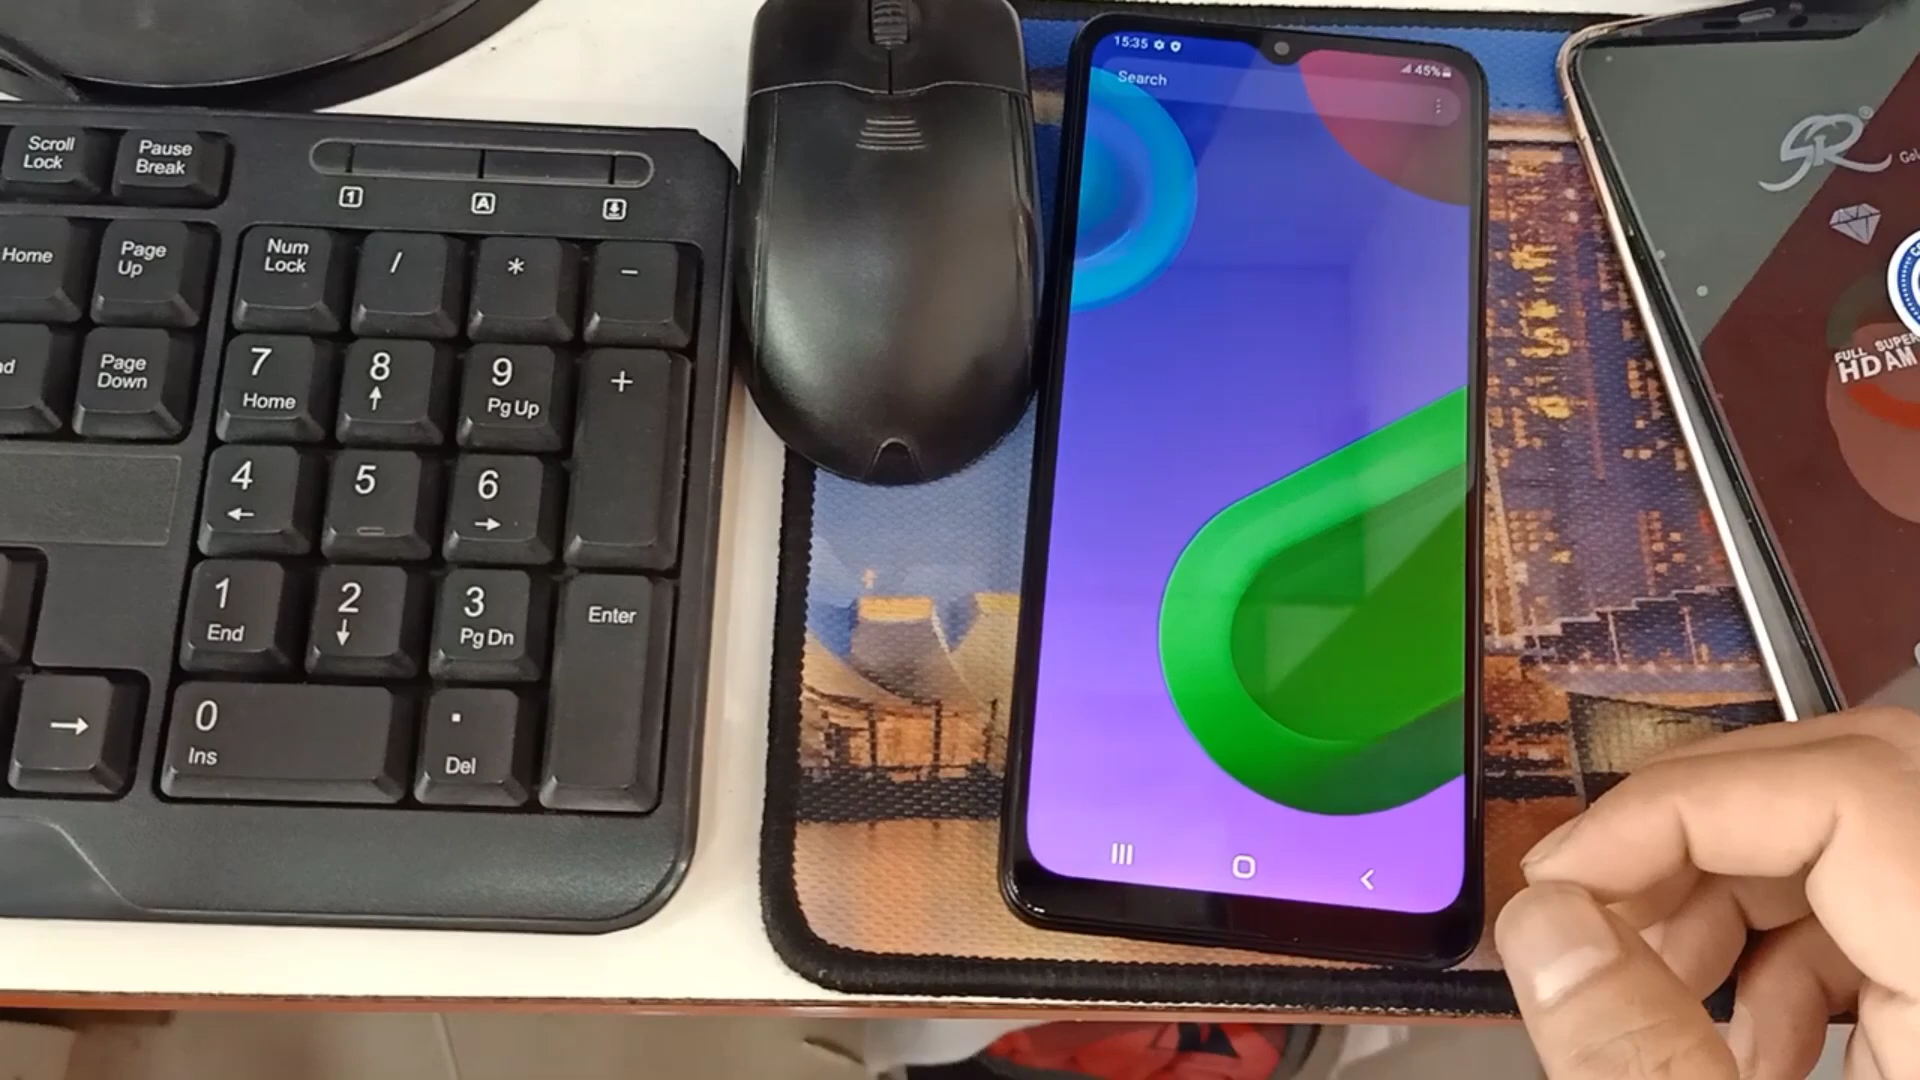 Scroll
Lock
Pause
Break
1
A
Home
Page
Up
Num
Lock
/
*
-
Page
Down
7
Home
8
9
Pg Up
+
4
5
6
1
End
2
3
Pg Dn
Enter
0
Ins
.
Del
15:35
45%
Search
SR
FULL SUPER
HD AM